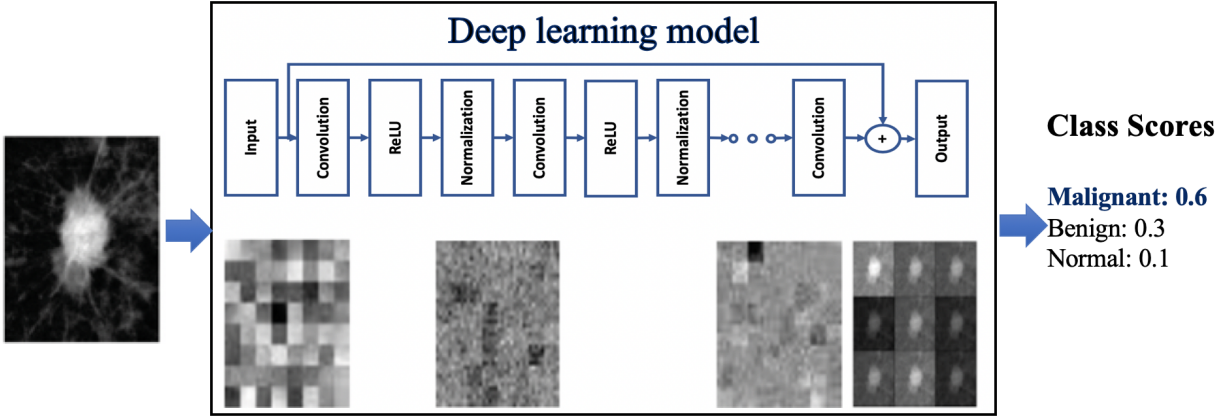 Deep learning model
Input
Convolution
ReLU
Normalization
Convolution
ReLU
Normalization
Convolution
+
Output
Class Scores
Malignant: 0.6
Benign: 0.3
Normal: 0.1